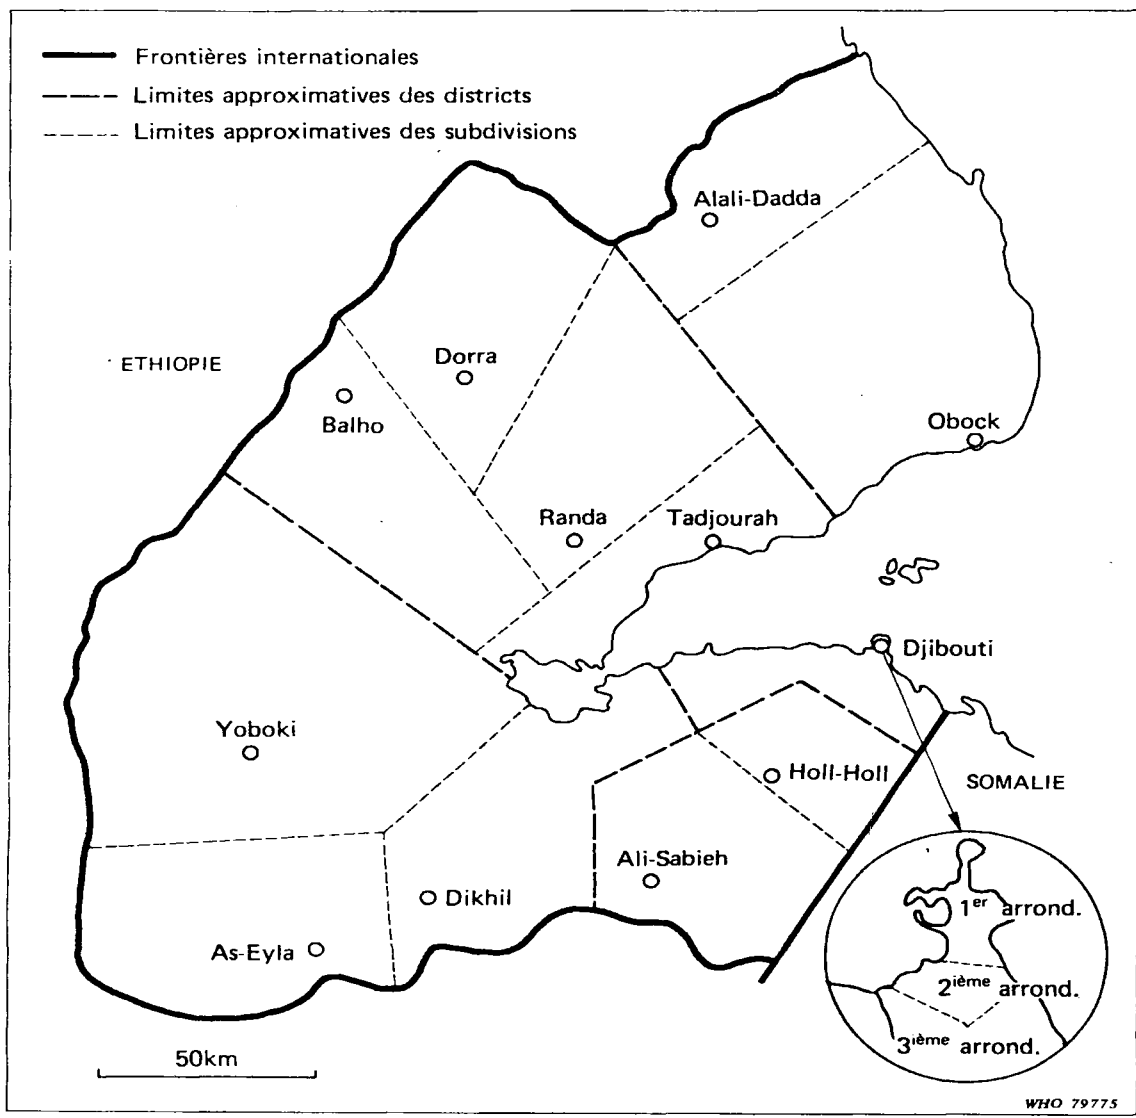 Frontières internationales
Limites approximatives des districts
Limites approximatives des subdivisions
Alali-Dadda
ETHIOPIE
Dorra
Balho
Obock
Randa
Tadjourah
Djibouti
Yoboki
Holl-Holl
SOMALIE
Ali-Sabieh
Dikhil
As-Eyla
1er arrond.
2ième arrond.
3ième arrond.
50km
WHO 79775